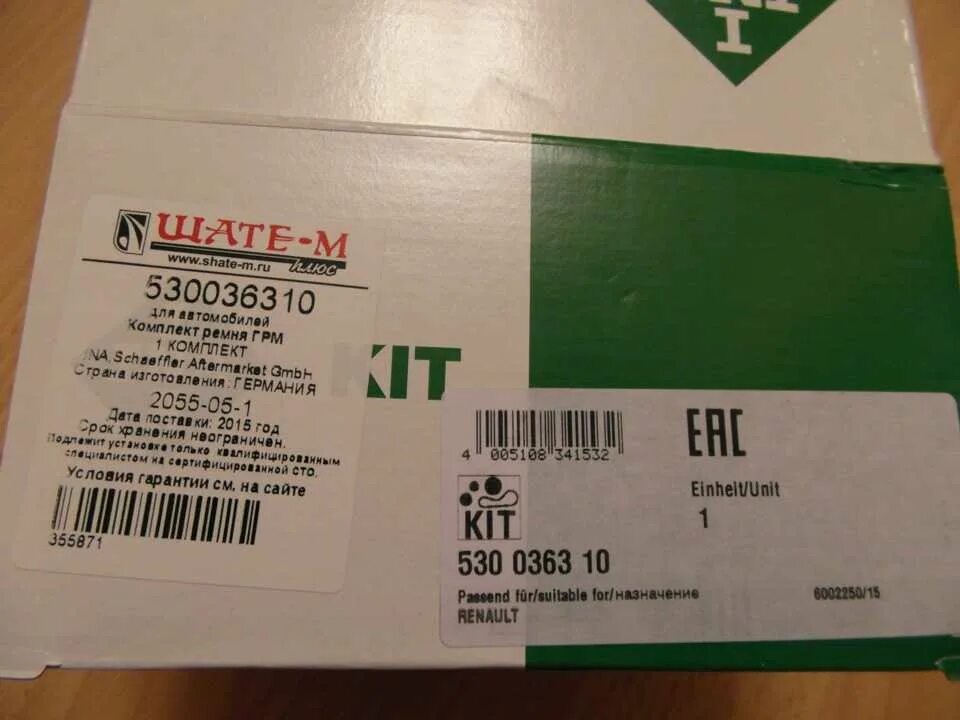 I
ШАТЕ-М
плюс
www.shate-m.ru
530036310
для автомобилей
Комплект ремня ГРМ
1 КОМПЛЕКТ
INA, Schaeffler Aftermarket GmbH
Страна изготовления: ГЕРМАНИЯ
2055-05-1
Дата поставки: 2015 год
Срок хранения неограничен.
Подлежит установке только квалифицированным
специалистом на сертифицированной СТО.
Условия гарантии см. на сайте
355871
KIT
4 005108 341532
EAC
Einheit/Unit
1
KIT
530 0363 10
Passend für/suitable for/назначение
RENAULT
6002250/15